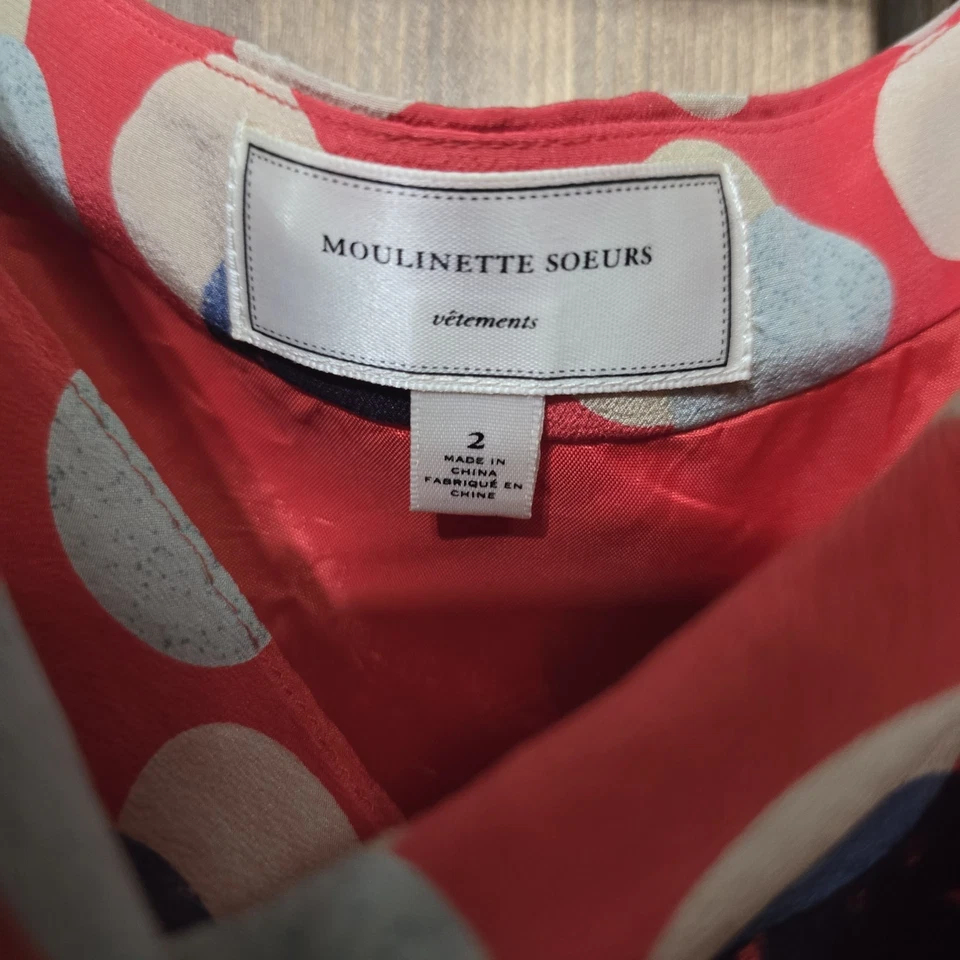 MOULINETTE SOEURS
vêtements
2
MADE IN
CHINA
FABRIQUÉ EN
CHINE